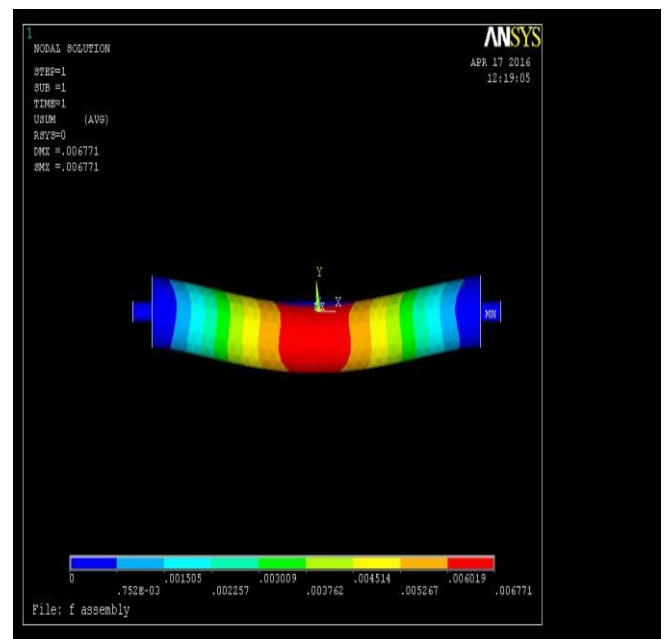 1
NODAL SOLUTION
STEP=1
SUB =1
TIME=1
USUM (AVG)
RSYS=0
DMX =.006771
SMX =.006771
ANSYS
APR 17 2016
12:19:05
Y
X
MX
MN
0 .001505 .003009 .004514 .006019
.752E-03 .002257 .003762 .005267 .006771
File: f assembly